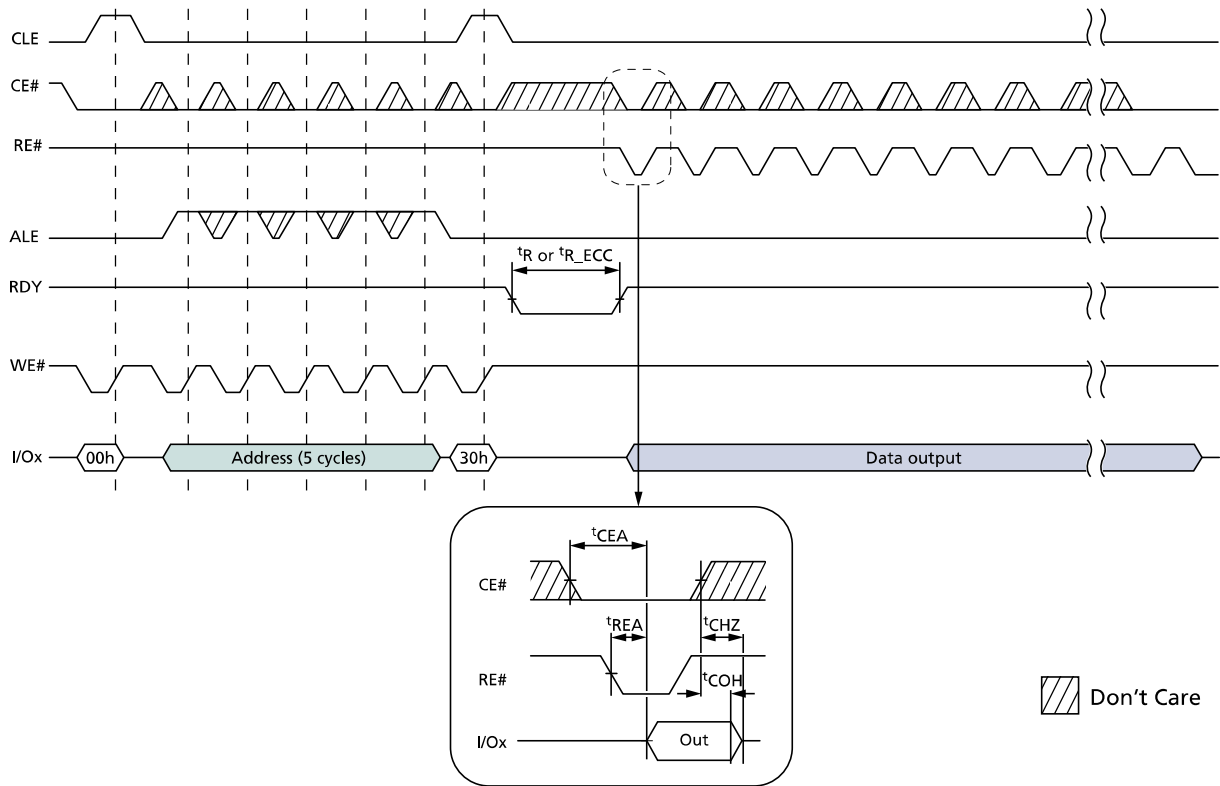 CLE
CE#
RE#
ALE
tR or tR_ECC
RDY
WE#
I/Ox
00h
Address (5 cycles)
30h
Data output
tCEA
CE#
tREA
tCHZ
RE#
tCOH
I/Ox
Out
Don't Care